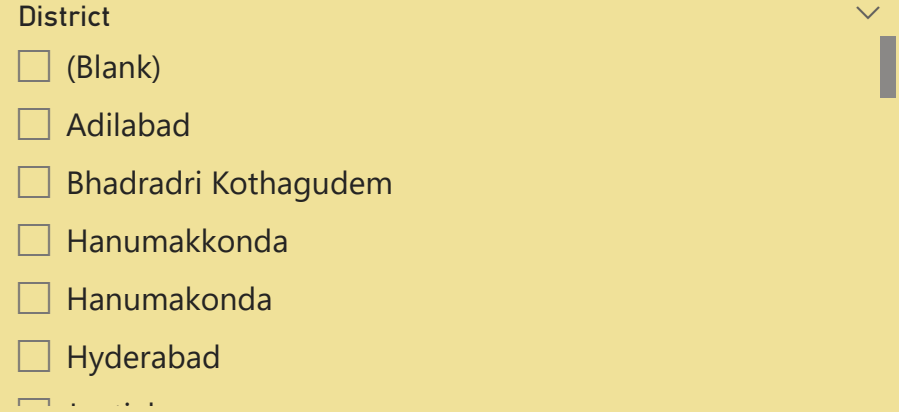 District
(Blank)
Adilabad
Bhadradri Kothagudem
Hanumakkonda
Hanumakonda
Hyderabad